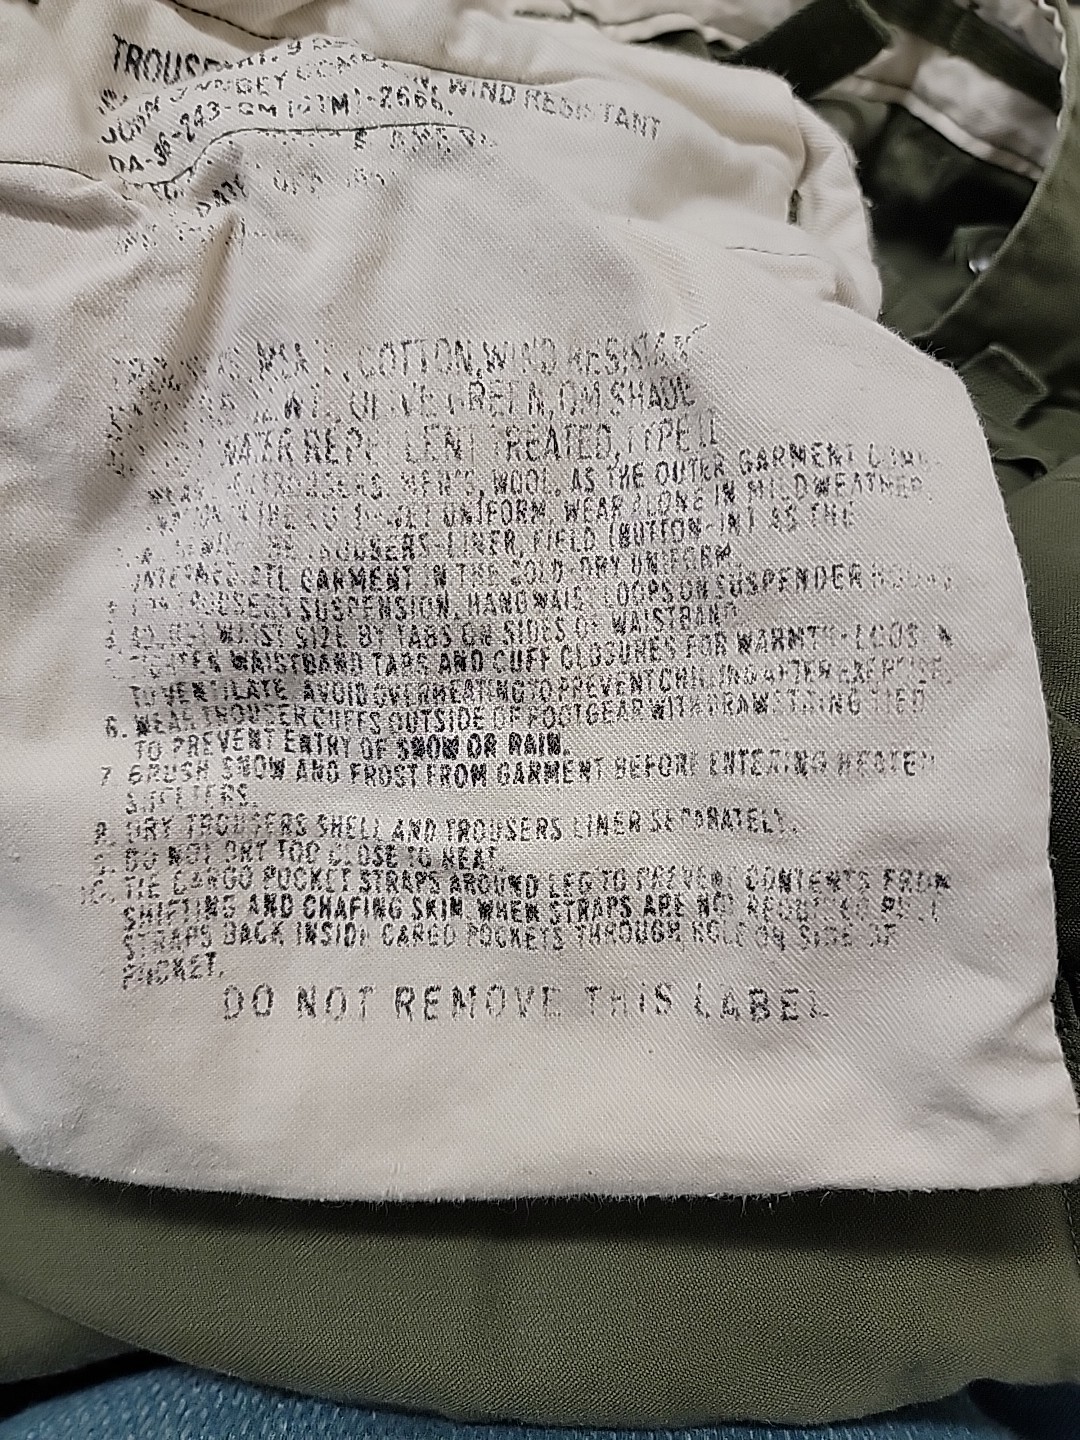 TROUSERS
WIND RESISTANT
DA-36-243-QM
DATE
COTTON, WIND RESISTANT
OLIVE GREEN, QM SHADE
WATER REPELLENT TREATED, TYPE II
TROUSERS, MEN'S, WOOL, AS THE OUTER GARMENT
UNIFORM, WEAR ALONE IN MILD WEATHER
TROUSERS-LINER, FIELD (BUTTON-IN) AS THE
GARMENT IN THE COLD-DRY UNIFORM
SUSPENSION, HANG WAIST LOOPS ON SUSPENDER
WAIST SIZE BY TABS ON SIDES OF WAISTBAND
WAISTBAND TABS AND CUFF CLOSURES FOR WARMTH-
TO VENTILATE. AVOID OVERHEATING TO PREVENT CHILLING AFTER EXERCISE
6. WEAR TROUSER CUFFS OUTSIDE OF FOOTGEAR WITH DRAWSTRING TIED
TO PREVENT ENTRY OF SNOW OR RAIN.
7. BRUSH SNOW AND FROST FROM GARMENT BEFORE ENTERING HEATED
SHELTERS.
8. DRY TROUSERS SHELL AND TROUSERS LINER SEPARATELY.
9. DO NOT DRY TOO CLOSE TO HEAT.
10. TIE CARGO POCKET STRAPS AROUND LEG TO PREVENT CONTENTS FROM
SHIFTING AND CHAFING SKIN. WHEN STRAPS ARE NOT REQUIRED PULL
STRAPS BACK INSIDE CARGO POCKETS THROUGH HOLE ON SIDE OF
POCKET.
DO NOT REMOVE THIS LABEL